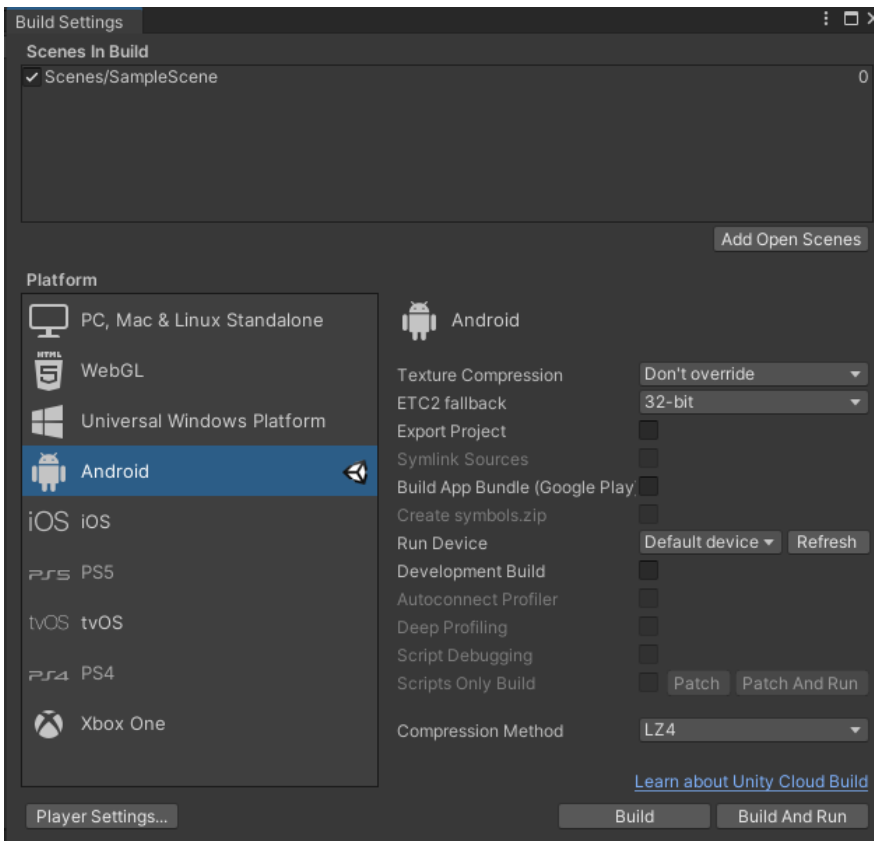 Build Settings
Scenes In Build
Scenes/SampleScene 0
Add Open Scenes
Platform
PC, Mac & Linux Standalone
HTML 5 WebGL
Universal Windows Platform
Android
iOS iOS
PS5 PS5
tvOS tvOS
PS4 PS4
Xbox One
Android
Texture Compression Don't override
ETC2 fallback 32-bit
Export Project
Symlink Sources
Build App Bundle (Google Play)
Create symbols.zip
Run Device Default device Refresh
Development Build
Autoconnect Profiler
Deep Profiling
Script Debugging
Scripts Only Build Patch Patch And Run
Compression Method LZ4
Learn about Unity Cloud Build
Player Settings... Build Build And Run